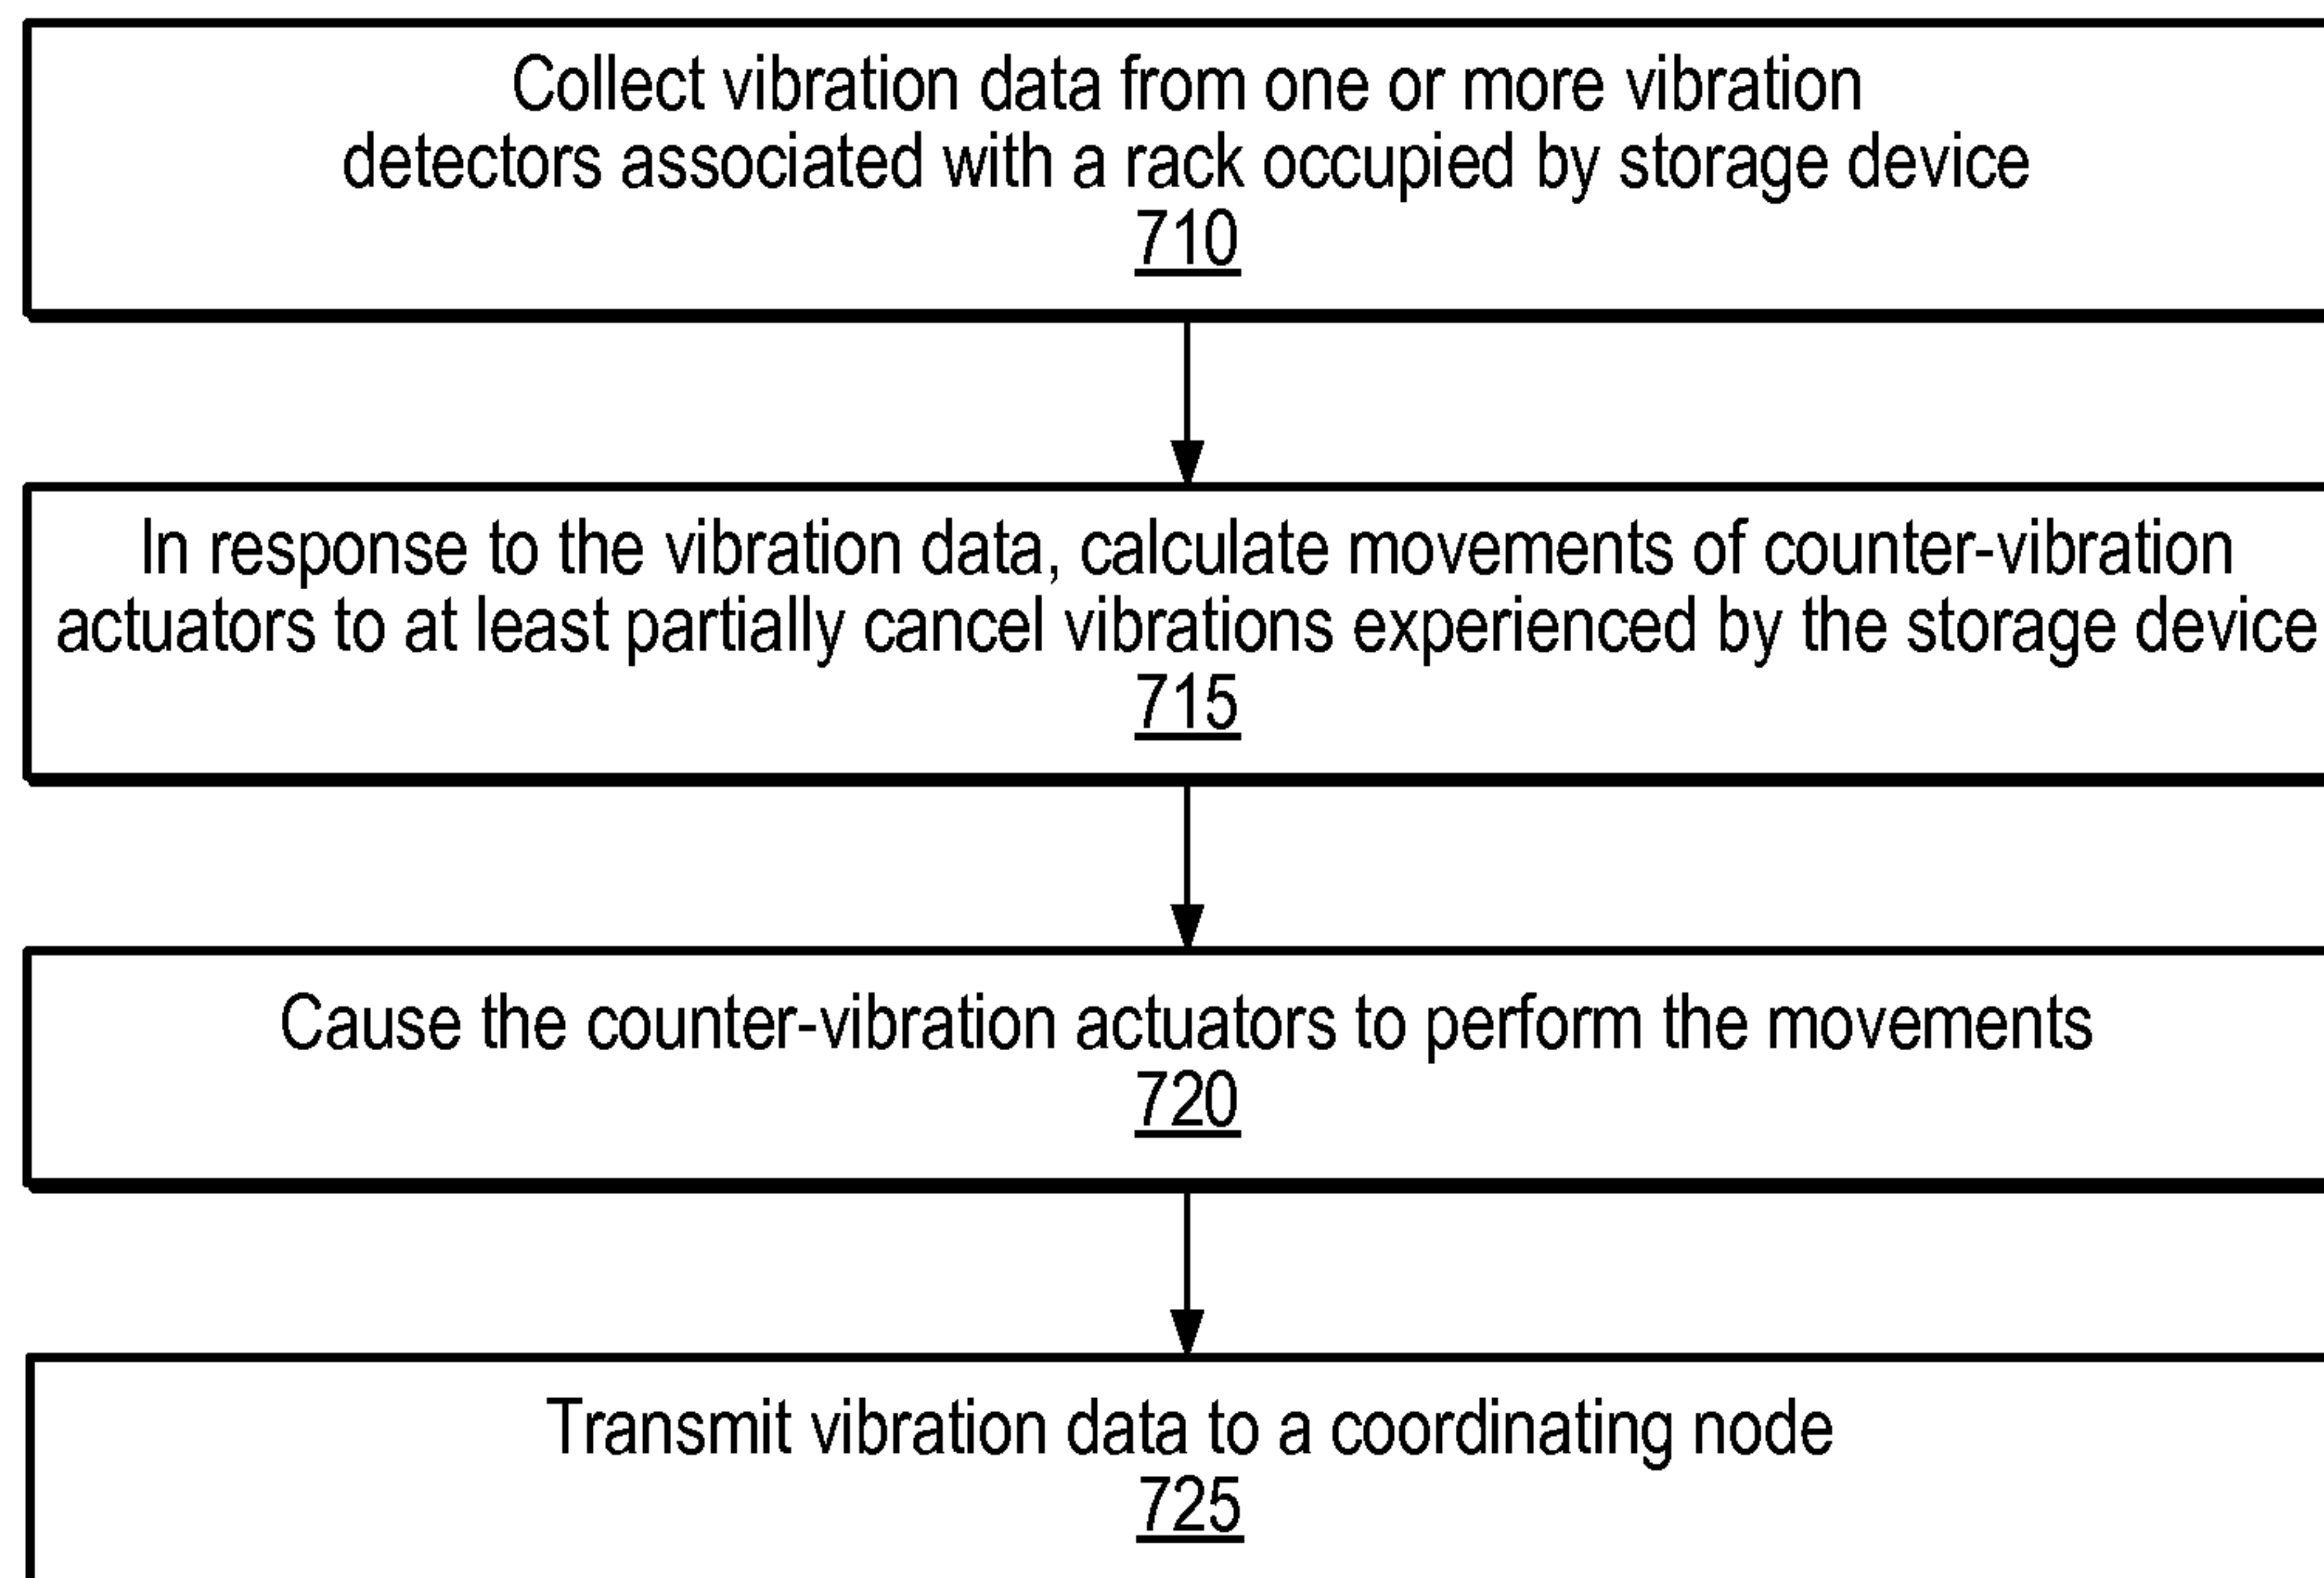 Collect vibration data from one or more vibration
detectors associated with a rack occupied by storage device
710
In response to the vibration data, calculate movements of counter-vibration
actuators to at least partially cancel vibrations experienced by the storage device
715
Cause the counter-vibration actuators to perform the movements
720
Transmit vibration data to a coordinating node
725